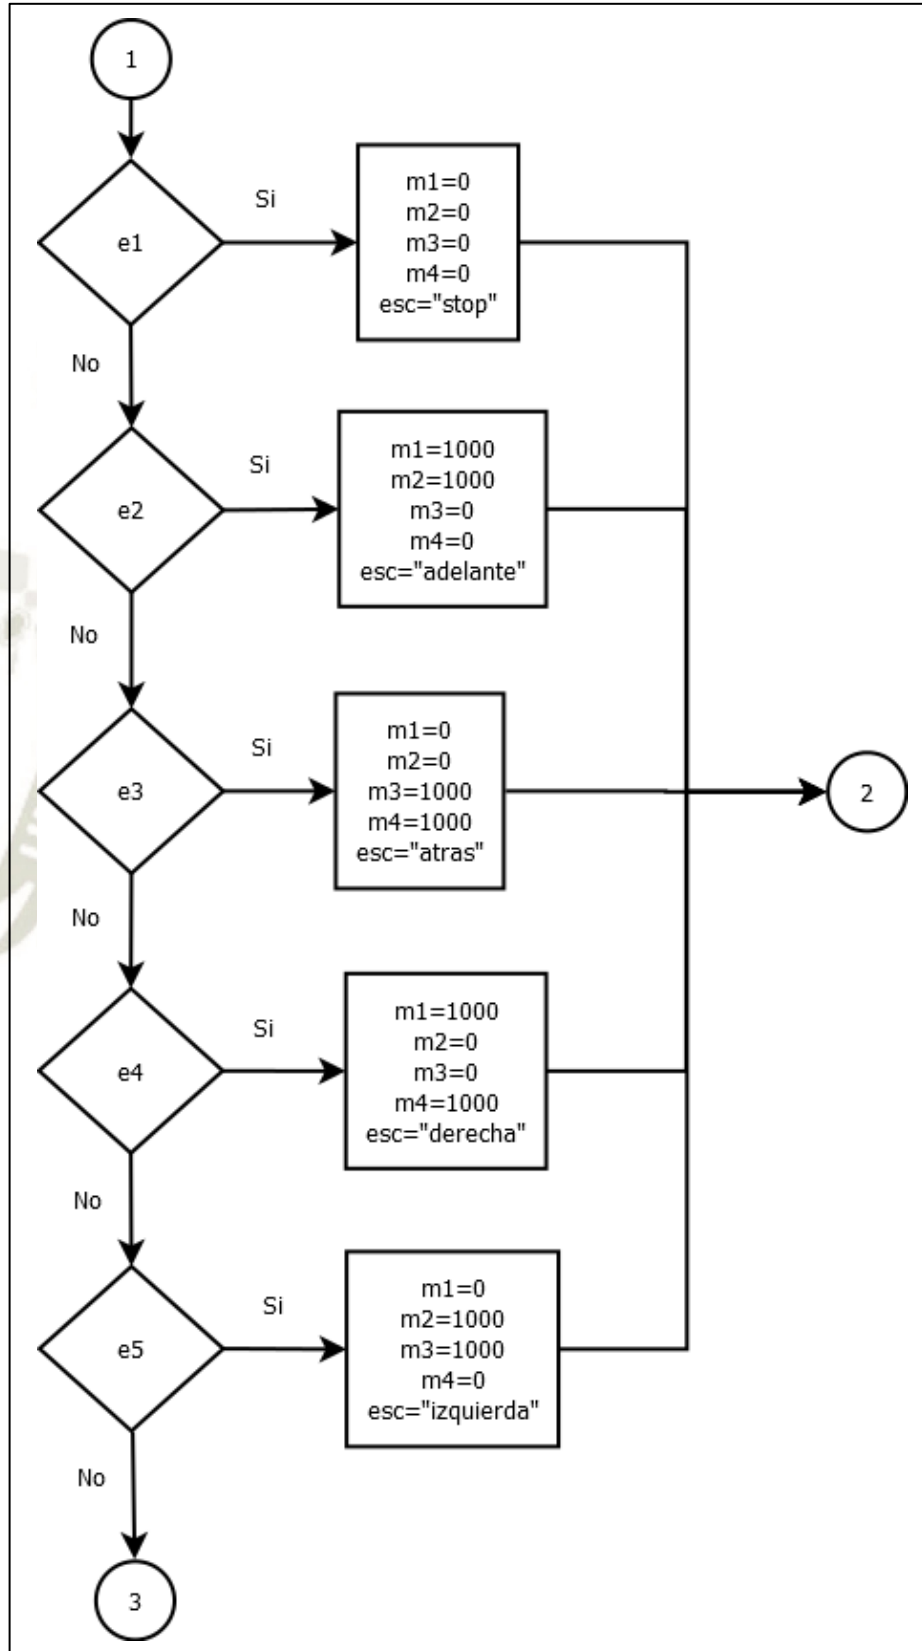 1
e1
Si
m1=0
m2=0
m3=0
m4=0
esc="stop"
No
e2
Si
m1=1000
m2=1000
m3=0
m4=0
esc="adelante"
No
e3
Si
m1=0
m2=0
m3=1000
m4=1000
esc="atras"
2
No
e4
Si
m1=1000
m2=0
m3=0
m4=1000
esc="derecha"
No
e5
Si
m1=0
m2=1000
m3=1000
m4=0
esc="izquierda"
No
3